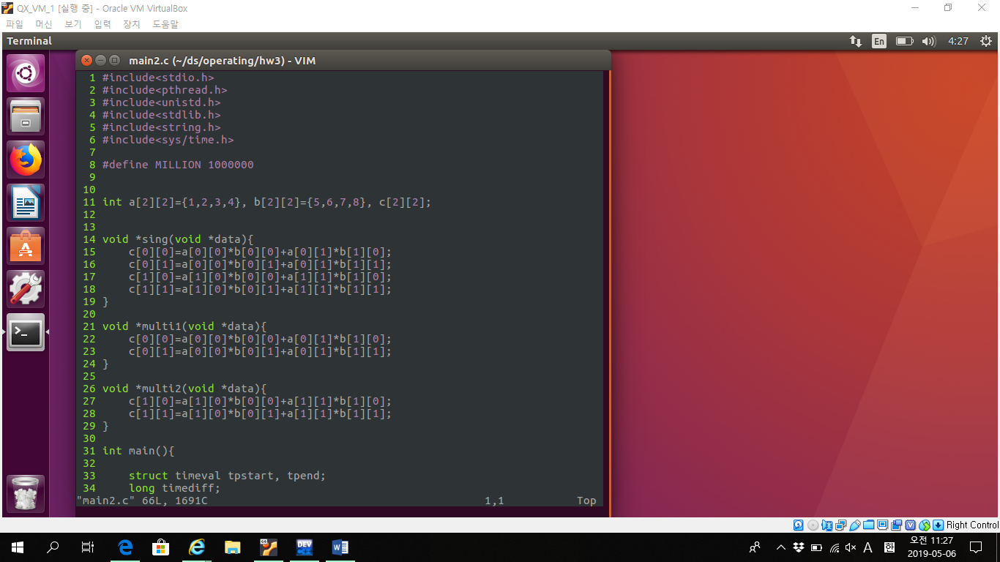 QX_VM_1 [실행 중] - Oracle VM VirtualBox
파일 머신 보기 입력 장치 도움말
Terminal En 4:27
main2.c (~/ds/operating/hw3) - VIM
1 #include<stdio.h>
2 #include<pthread.h>
3 #include<unistd.h>
4 #include<stdlib.h>
5 #include<string.h>
6 #include<sys/time.h>
7
8 #define MILLION 1000000
9
10
11 int a[2][2]={1,2,3,4}, b[2][2]={5,6,7,8}, c[2][2];
12
13
14 void *sing(void *data){
15     c[0][0]=a[0][0]*b[0][0]+a[0][1]*b[1][0];
16     c[0][1]=a[0][0]*b[0][1]+a[0][1]*b[1][1];
17     c[1][0]=a[1][0]*b[0][0]+a[1][1]*b[1][0];
18     c[1][1]=a[1][0]*b[0][1]+a[1][1]*b[1][1];
19 }
20
21 void *multi1(void *data){
22     c[0][0]=a[0][0]*b[0][0]+a[0][1]*b[1][0];
23     c[0][1]=a[0][0]*b[0][1]+a[0][1]*b[1][1];
24 }
25
26 void *multi2(void *data){
27     c[1][0]=a[1][0]*b[0][0]+a[1][1]*b[1][0];
28     c[1][1]=a[1][0]*b[0][1]+a[1][1]*b[1][1];
29 }
30
31 int main(){
32
33     struct timeval tpstart, tpend;
34     long timediff;
"main2.c" 66L, 1691C 1,1 Top
Right Control
DEV
A 한 오전 11:27
2019-05-06